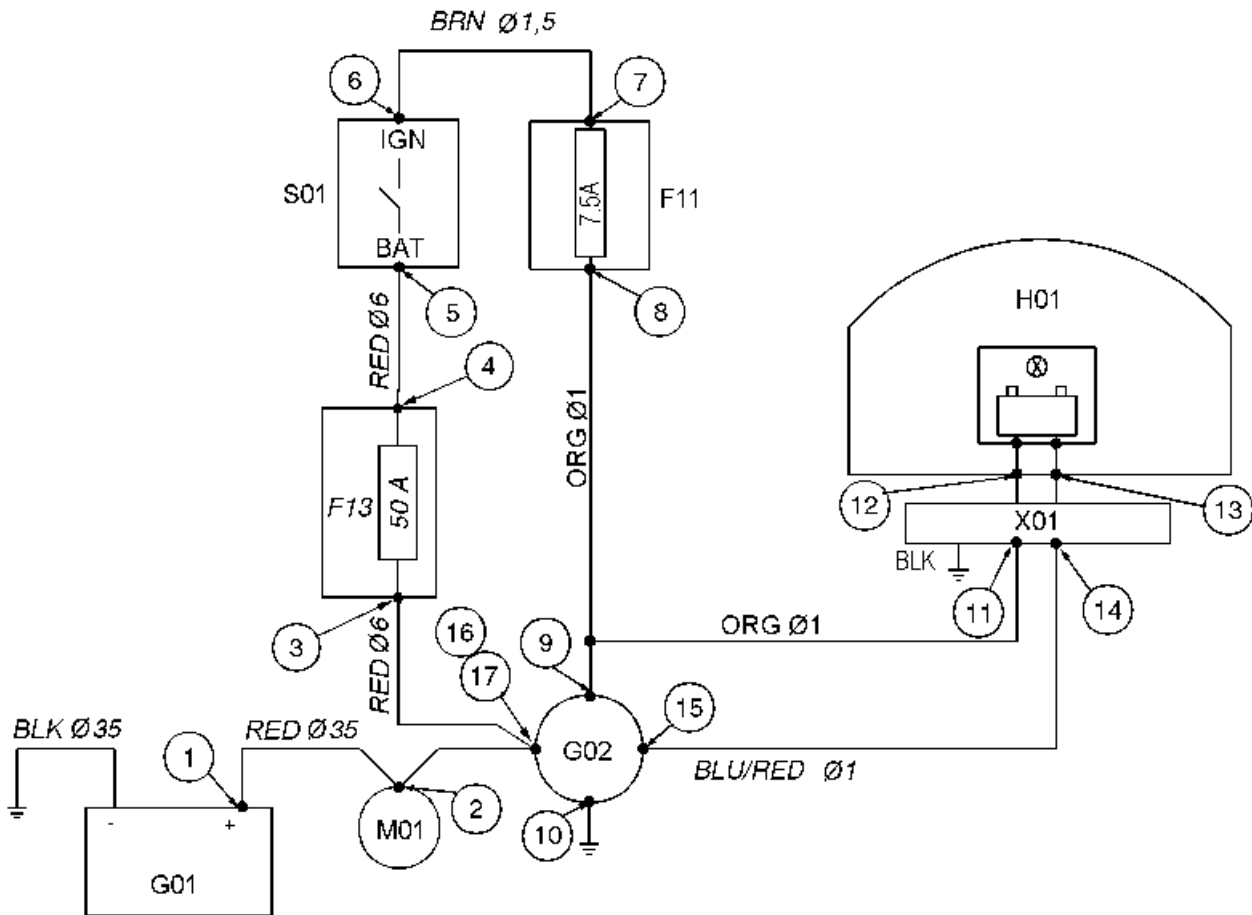 BRN Ø1,5
6
7
IGN
S01
BAT
7.5A
F11
5
8
H01
X
RED Ø6
4
ORG Ø1
F13
50 A
12
13
X01
BLK
11
14
3
RED Ø6
16
17
9
ORG Ø1
15
BLK Ø35
RED Ø35
1
G02
BLU/RED Ø1
2
10
M01
- +
G01